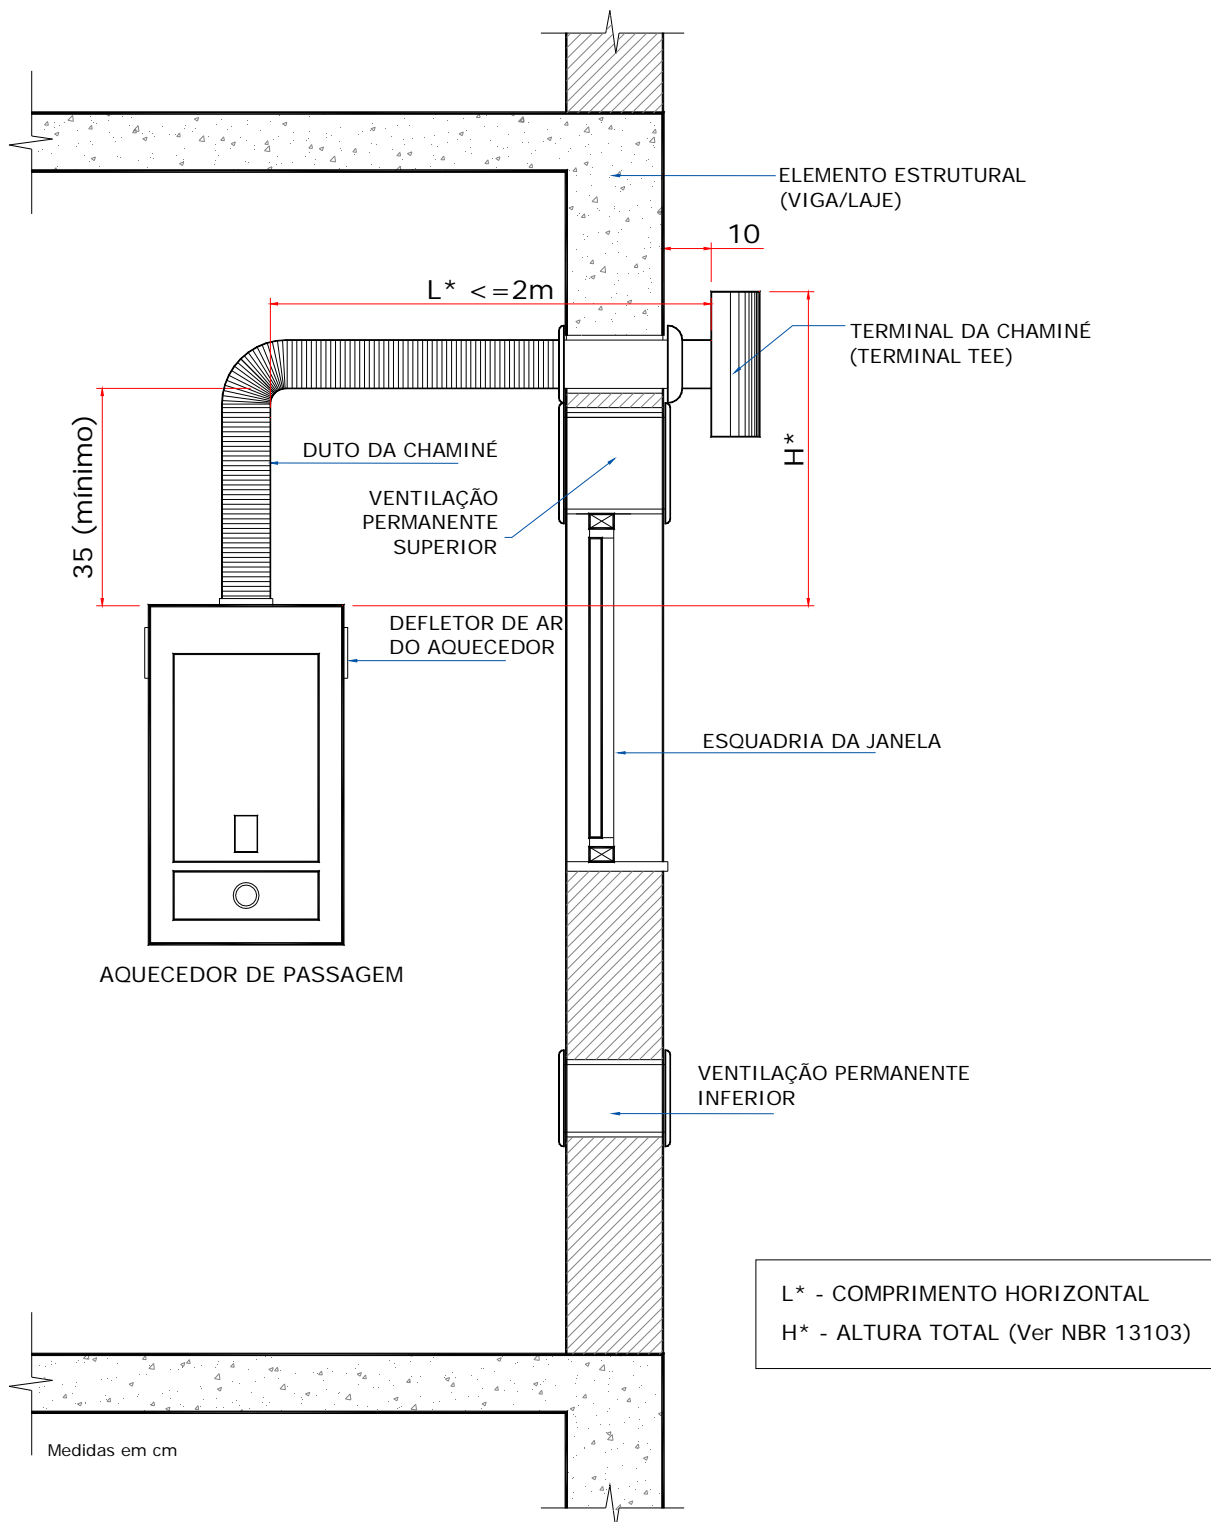 ELEMENTO ESTRUTURAL
(VIGA/LAJE)
10
L* <=2m
TERMINAL DA CHAMINÉ
(TERMINAL TEE)
35 (mínimo)
H*
DUTO DA CHAMINÉ
VENTILAÇÃO
PERMANENTE
SUPERIOR
DEFLETOR DE AR
DO AQUECEDOR
ESQUADRIA DA JANELA
AQUECEDOR DE PASSAGEM
VENTILAÇÃO PERMANENTE
INFERIOR
L* - COMPRIMENTO HORIZONTAL
H* - ALTURA TOTAL (Ver NBR 13103)
Medidas em cm